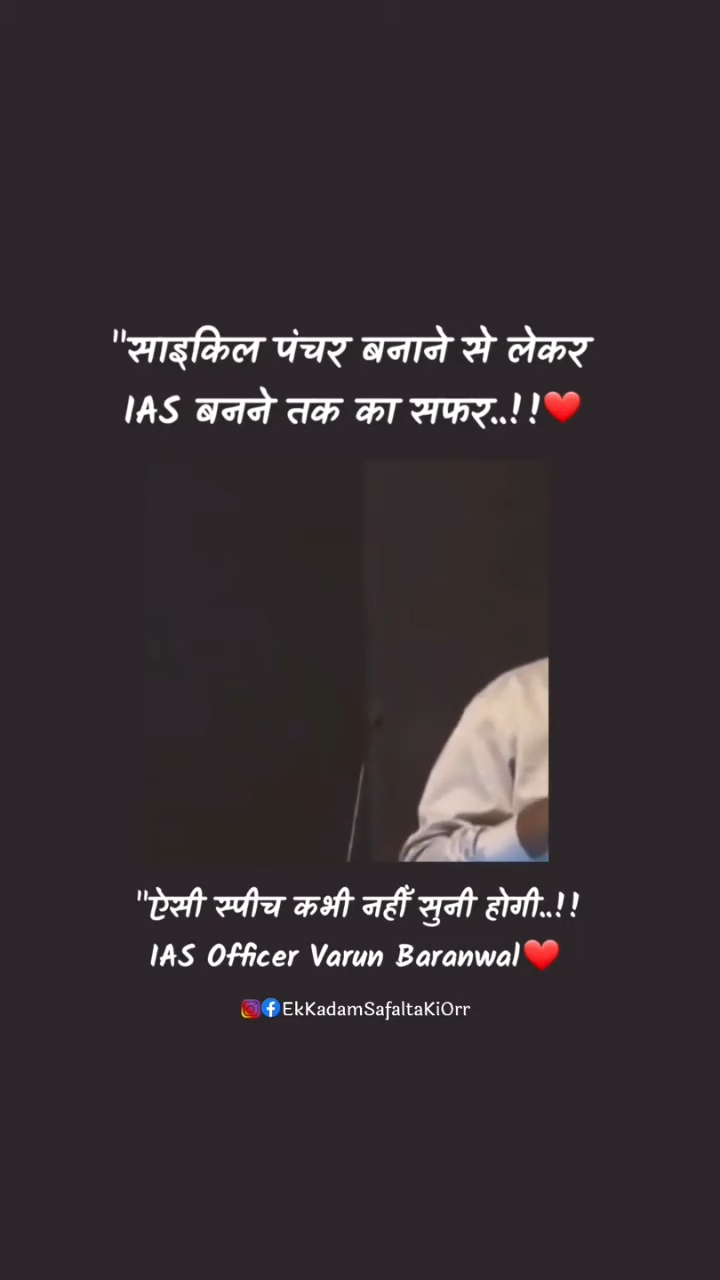 "साइकिल पंचर बनाने से लेकर
IAS बनने तक का सफर..!!❤️
"ऐसी स्पीच कभी नहीं सुनी होगी..!!
IAS Officer Varun Baranwal❤️
EkKadamSafaltaKiOrr